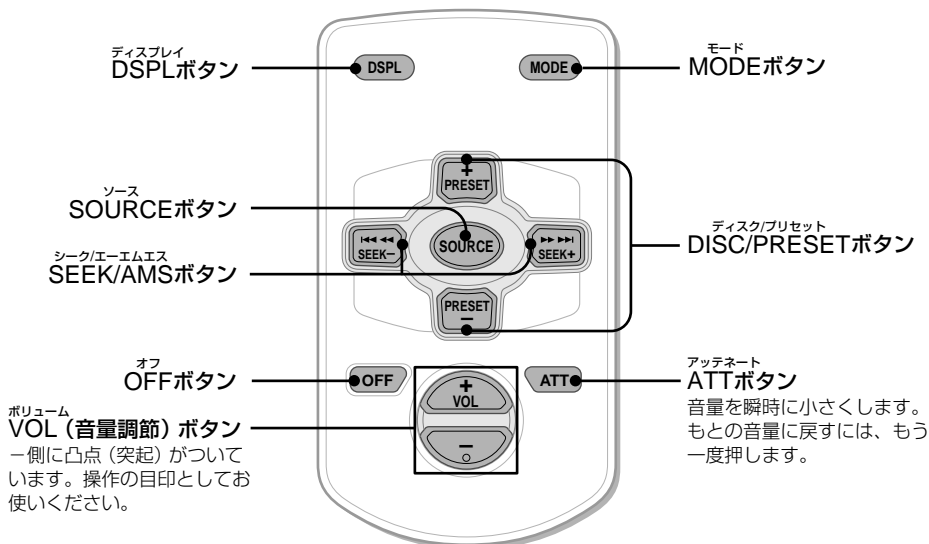 ディスプレイ
DSPLボタン
モード
MODEボタン
DSPL
MODE
+
PRESET
ソース
SOURCEボタン
ディスク/プリセット
DISC/PRESETボタン
SEEK−
SOURCE
SEEK+
シーク/エーエムエス
SEEK/AMSボタン
PRESET
−
オフ
OFFボタン
OFF
ATT
アッテネート
ATTボタン
音量を瞬時に小さくします。
もとの音量に戻すには、もう
一度押します。
+
VOL
−
ボリューム
VOL(音量調節)ボタン
−側に凸点(突起)がついて
います。操作の目印としてお
使いください。